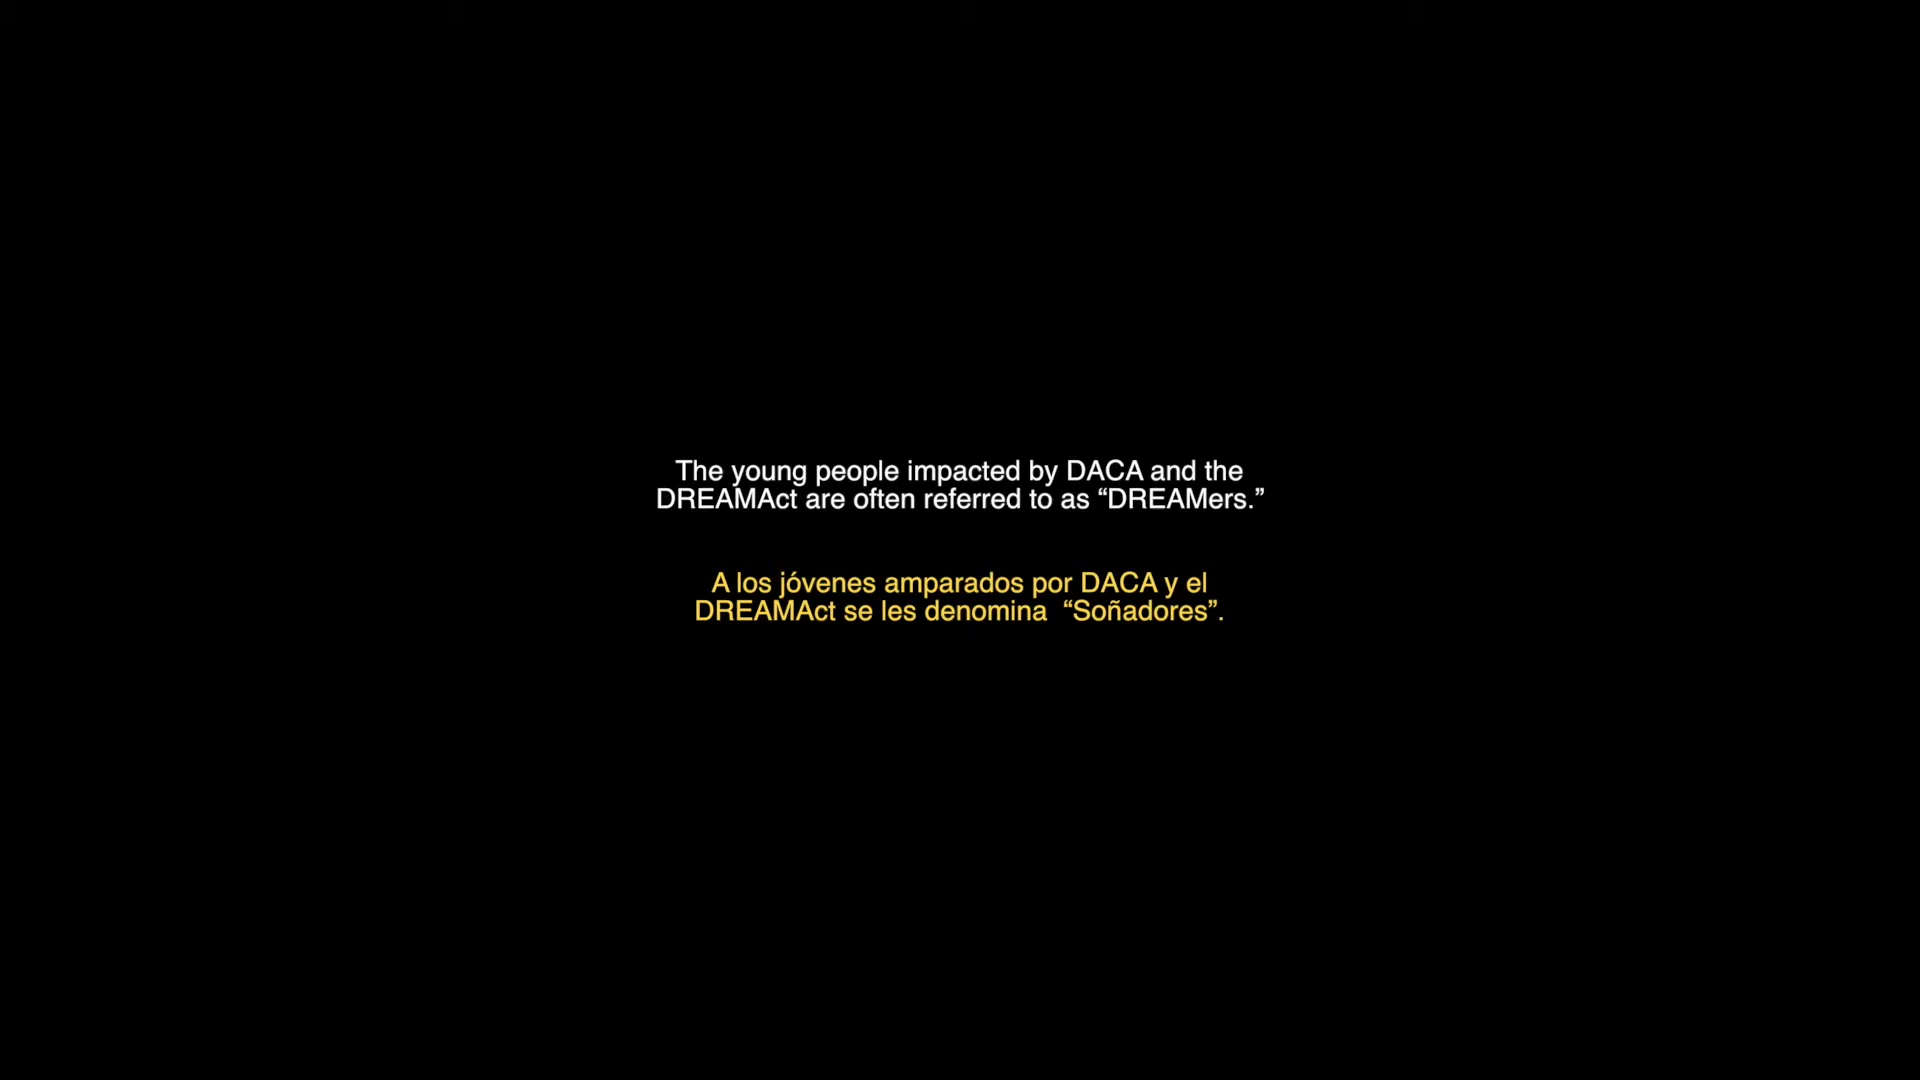 The young people impacted by DACA and the
DREAMAct are often referred to as “DREAMers.”
A los jóvenes amparados por DACA y el
DREAMAct se les denomina  “Soñadores”.